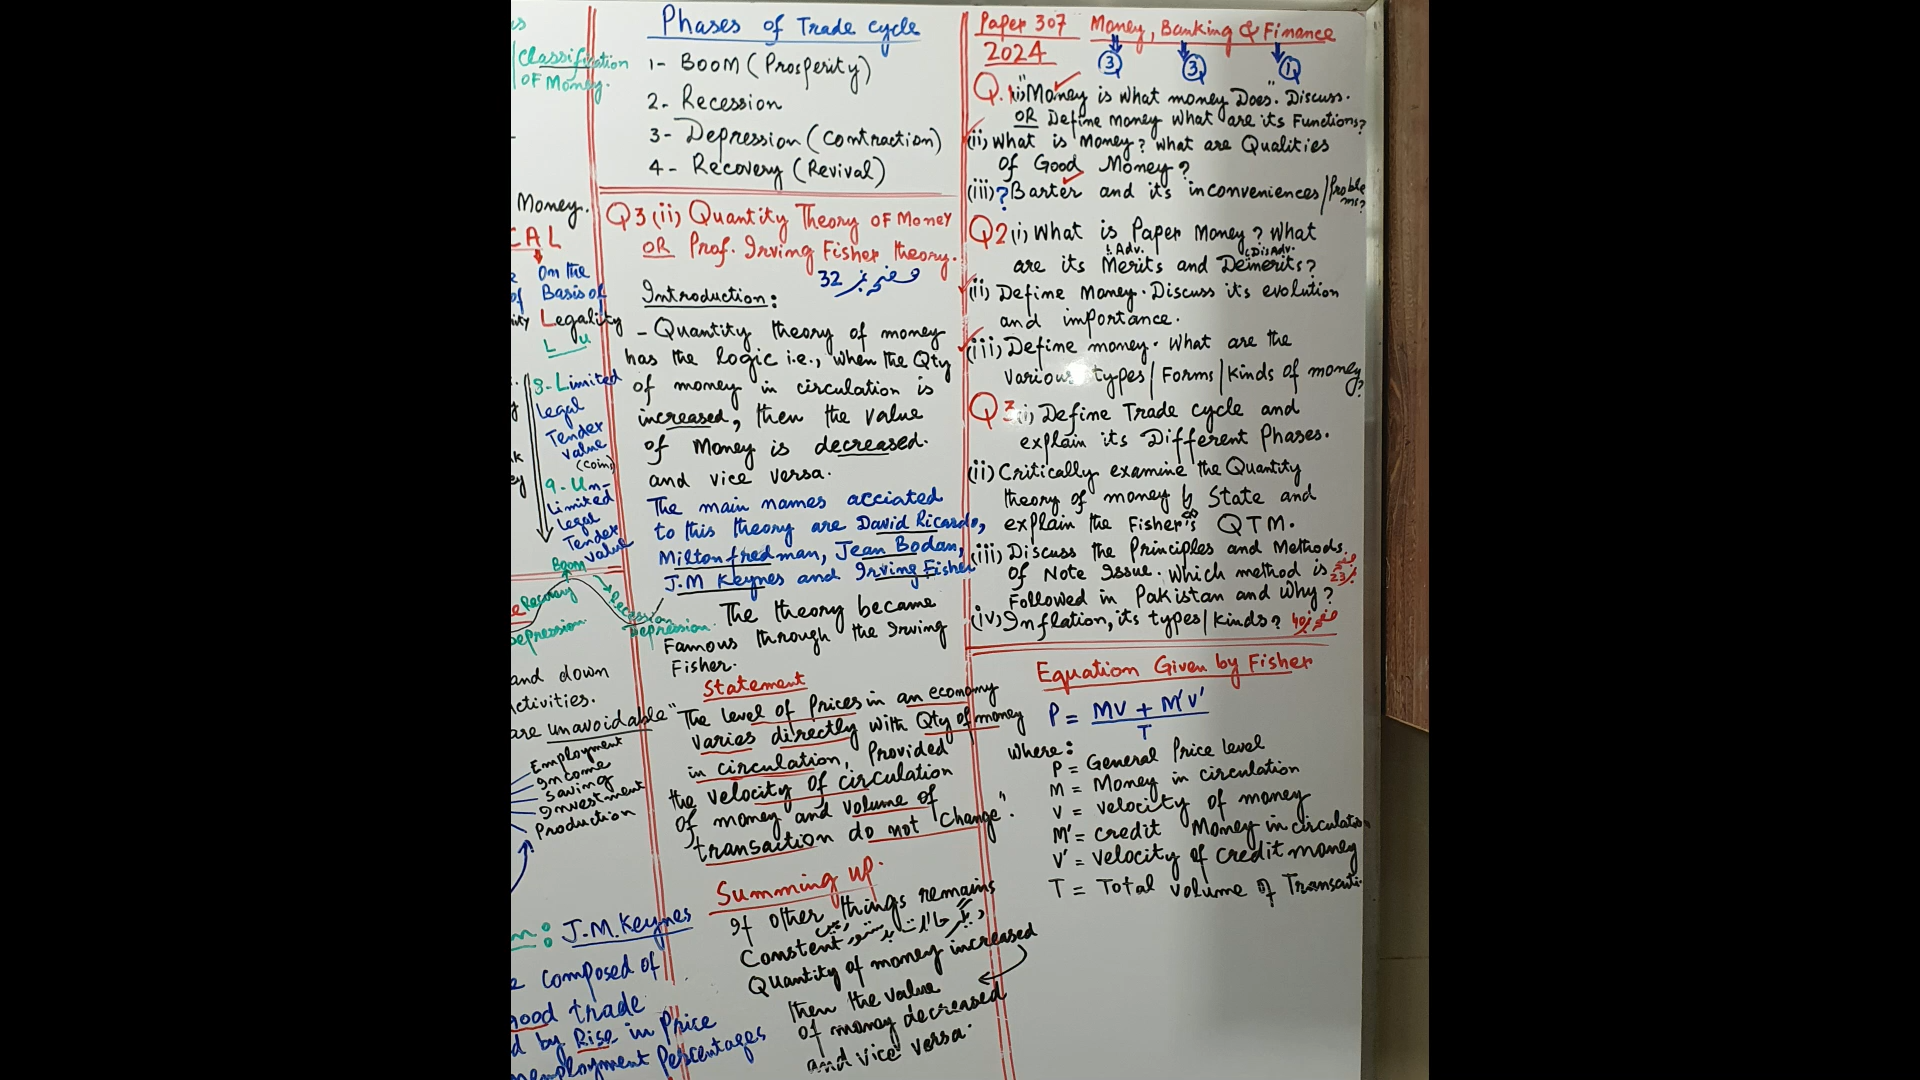 Classification
OF Money.
Money.
CAL
On the
of Basis of
Legality
L U
8- Limited
Legal
Tender
Value
(Coin)
9- Un-
Limited
Legal
Tender
Value
Boom
Recovery
Recession
Depression
Depression.
and down
activities.
are unavoidable"
Employment
Income
Saving
Investment
Production
J.M. Keynes
composed of
good trade
by Rise in Price
Percentages
Phases of Trade cycle
1- Boom (Prosperity)
2- Recession
3- Depression (Contraction)
4- Recovery (Revival)
Q3 (ii) Quantity Theory OF Money
OR Prof. Irving Fisher theory.
صفحہ نمبر 32
Introduction:
- Quantity theory of money
has the logic i.e., when the Qty
of money in circulation is
increased, then the value
of Money is decreased.
and vice versa.
The main names acciated
to this theory are David Ricardo,
Milton fredman, Jean Bodan,
J.M Keynes and Irving Fisher
The theory became
Famous through the Irving
Fisher.
Statement
"The level of Prices in an economy
varies directly with Qty of money
in circulation, Provided
the velocity of circulation
of money and volume of
transaction do not Change".
Summing up.
If other things remains
Constent
Quantity of money increased
then the value
of money decreased
and vice versa.
Paper 307 Money, Banking & Finance
2024 3 3 1
Q.1(i) "Money is what money Does". Discuss.
OR Define money what are its Functions?
(ii) What is Money? what are Qualities
of Good Money?
(iii)? Barter and its inconveniences/Proble
ms?
Q2 (i) What is Paper Money? What
Adv. DisAdv.
are its Merits and Demerits?
(ii) Define Money. Discuss its evolution
and importance.
(iii) Define money. What are the
Various types/Forms/Kinds of money?
Q3 (i) Define Trade cycle and
explain its Different Phases.
(ii) Critically examine the Quantity
theory of money State and
explain the Fisher's QTM.
(iii) Discuss the Principles and Methods
of Note Issue. Which method is
Followed in Pakistan and Why?
(iv) Inflation, its types/kinds?
Equation Given by Fisher
P = MV + M'V'
T
Where:
P = General Price level
M = Money in circulation
V = velocity of money
M' = credit Money in circulation
V' = Velocity of credit money
T = Total volume of Transacti